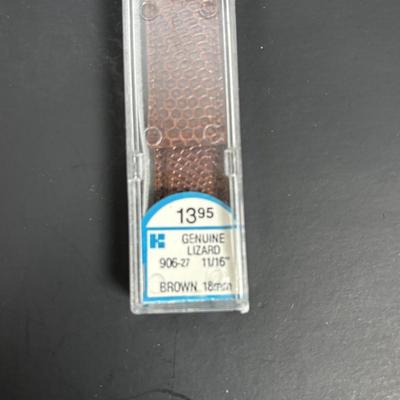 13 95
GENUINE
LIZARD
906-27 11/16"
BROWN 18mm